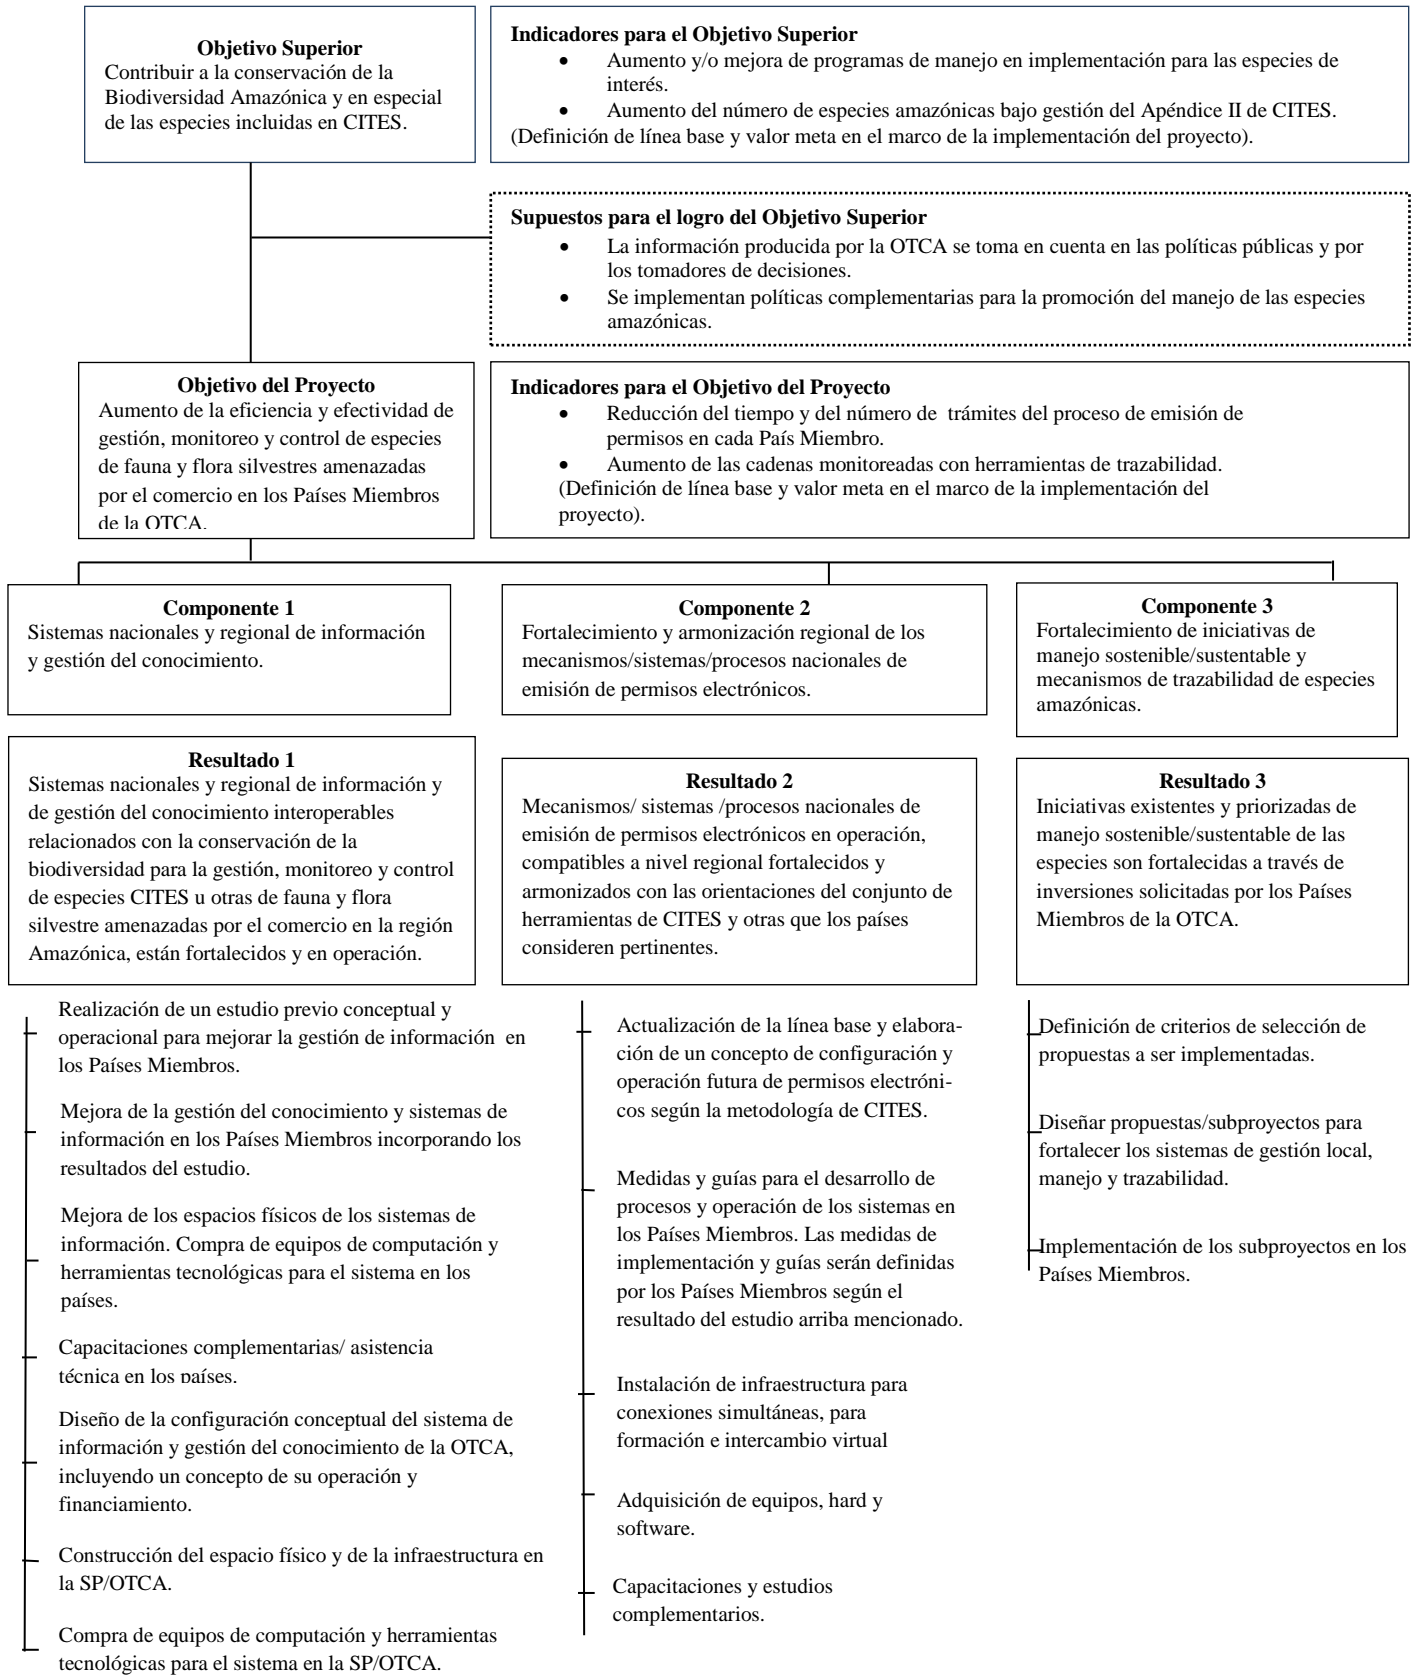 Objetivo Superior
Contribuir a la conservación de la
Biodiversidad Amazónica y en especial
de las especies incluidas en CITES.
Indicadores para el Objetivo Superior
• Aumento y/o mejora de programas de manejo en implementación para las especies de
interés.
• Aumento del número de especies amazónicas bajo gestión del Apéndice II de CITES.
(Definición de línea base y valor meta en el marco de la implementación del proyecto).
Supuestos para el logro del Objetivo Superior
• La información producida por la OTCA se toma en cuenta en las políticas públicas y por
los tomadores de decisiones.
• Se implementan políticas complementarias para la promoción del manejo de las especies
amazónicas.
Objetivo del Proyecto
Aumento de la eficiencia y efectividad de
gestión, monitoreo y control de especies
de fauna y flora silvestres amenazadas
por el comercio en los Países Miembros
de la OTCA.
Indicadores para el Objetivo del Proyecto
• Reducción del tiempo y del número de trámites del proceso de emisión de
permisos en cada País Miembro.
• Aumento de las cadenas monitoreadas con herramientas de trazabilidad.
(Definición de línea base y valor meta en el marco de la implementación del
proyecto).
Componente 1
Sistemas nacionales y regional de información
y gestión del conocimiento.
Componente 2
Fortalecimiento y armonización regional de los
mecanismos/sistemas/procesos nacionales de
emisión de permisos electrónicos.
Componente 3
Fortalecimiento de iniciativas de
manejo sostenible/sustentable y
mecanismos de trazabilidad de especies
amazónicas.
Resultado 1
Sistemas nacionales y regional de información y
de gestión del conocimiento interoperables
relacionados con la conservación de la
biodiversidad para la gestión, monitoreo y control
de especies CITES u otras de fauna y flora
silvestre amenazadas por el comercio en la región
Amazónica, están fortalecidos y en operación.
Resultado 2
Mecanismos/ sistemas /procesos nacionales de
emisión de permisos electrónicos en operación,
compatibles a nivel regional fortalecidos y
armonizados con las orientaciones del conjunto de
herramientas de CITES y otras que los países
consideren pertinentes.
Resultado 3
Iniciativas existentes y priorizadas de
manejo sostenible/sustentable de las
especies son fortalecidas a través de
inversiones solicitadas por los Países
Miembros de la OTCA.
Realización de un estudio previo conceptual y
operacional para mejorar la gestión de información en
los Países Miembros.
Mejora de la gestión del conocimiento y sistemas de
información en los Países Miembros incorporando los
resultados del estudio.
Mejora de los espacios físicos de los sistemas de
información. Compra de equipos de computación y
herramientas tecnológicas para el sistema en los
países.
Capacitaciones complementarias/ asistencia
técnica en los países.
Diseño de la configuración conceptual del sistema de
información y gestión del conocimiento de la OTCA,
incluyendo un concepto de su operación y
financiamiento.
Construcción del espacio físico y de la infraestructura en
la SP/OTCA.
Compra de equipos de computación y herramientas
tecnológicas para el sistema en la SP/OTCA.
Actualización de la línea base y elabora-
ción de un concepto de configuración y
operación futura de permisos electróni-
cos según la metodología de CITES.
Medidas y guías para el desarrollo de
procesos y operación de los sistemas en
los Países Miembros. Las medidas de
implementación y guías serán definidas
por los Países Miembros según el
resultado del estudio arriba mencionado.
Instalación de infraestructura para
conexiones simultáneas, para
formación e intercambio virtual
Adquisición de equipos, hard y
software.
Capacitaciones y estudios
complementarios.
Definición de criterios de selección de
propuestas a ser implementadas.
Diseñar propuestas/subproyectos para
fortalecer los sistemas de gestión local,
manejo y trazabilidad.
Implementación de los subproyectos en los
Países Miembros.